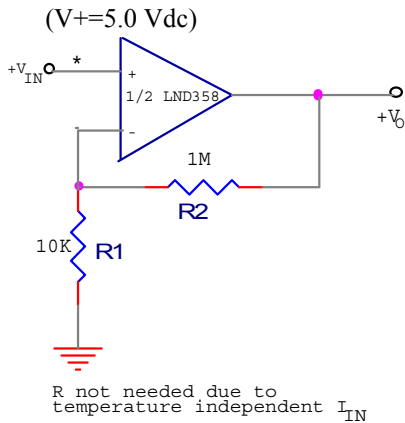 (V+=5.0 Vdc)
+VIN
*
+
1/2 LND358
-
+VO
1M
R2
10K
R1
R not needed due to
temperature independent IIN